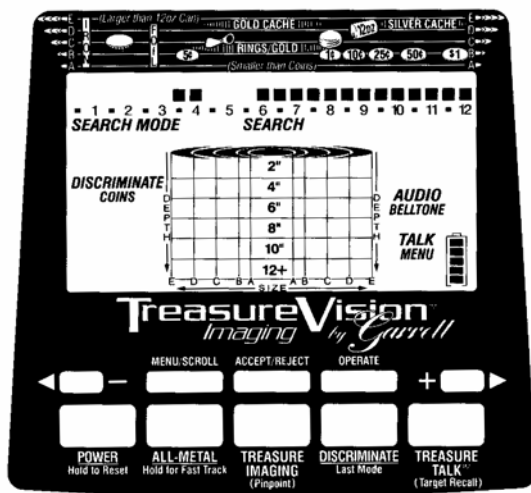 E D C B A
(Larger than 12oz Can)
IRON
FOIL
GOLD CACHE
12oz
SILVER CACHE
E D C B A
5¢
RINGS/GOLD
1¢ 10¢ 25¢ 50¢ $1
(Smaller than Coins)
1 2 3 4 5 6 7 8 9 10 11 12
SEARCH MODE SEARCH
DISCRIMINATE
COINS
DEPTH
2"
4"
6"
8"
10"
12+
DEPTH
E D C B A A B C D E
SIZE
AUDIO
BELLTONE
TALK
MENU
TreasureVision™
Imaging by Garrett
MENU/SCROLL ACCEPT/REJECT OPERATE
− +
POWER
Hold to Reset
ALL-METAL
Hold for Fast Track
TREASURE
IMAGING
(Pinpoint)
DISCRIMINATE
Last Mode
TREASURE
TALK™
(Target Recall)